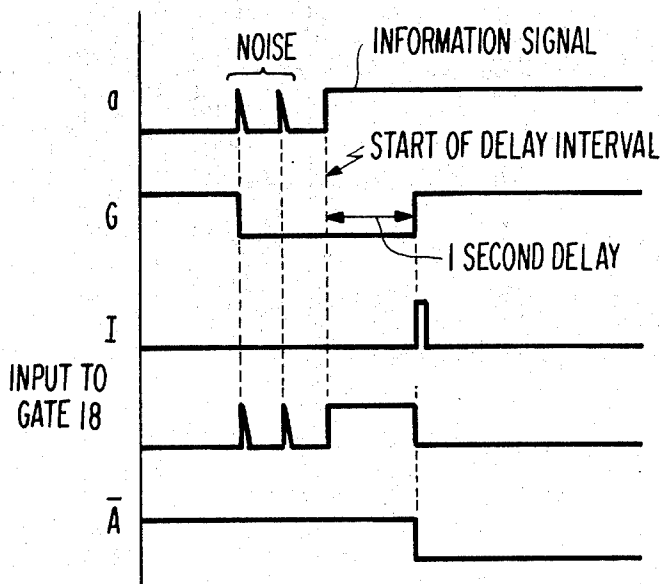 NOISE
INFORMATION SIGNAL
a
START OF DELAY INTERVAL
G
1 SECOND DELAY
I
INPUT TO
GATE 18
Ā